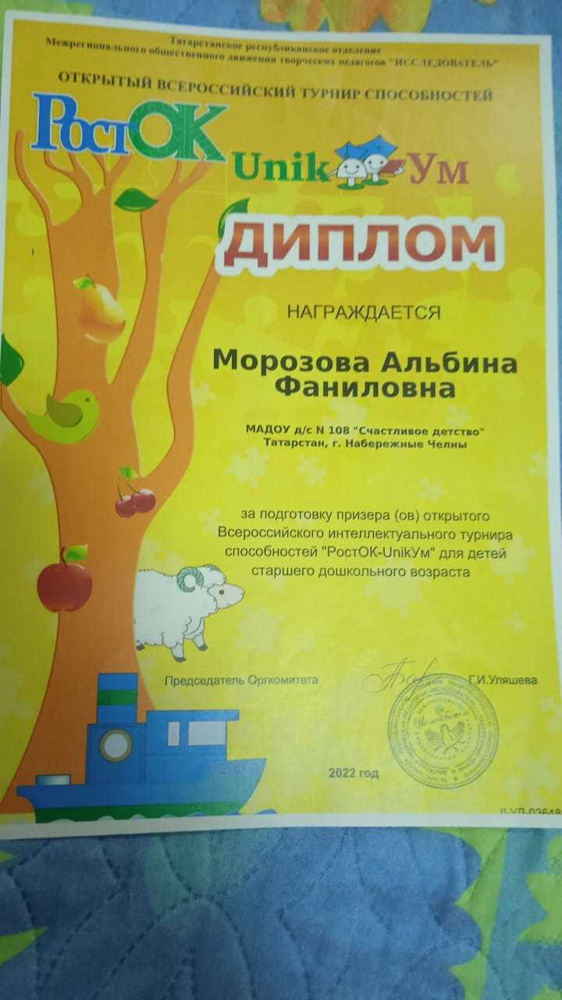 Татарстанское республиканское отделение
Межрегионального общественного движения творческих педагогов "ИССЛЕДОВАТЕЛЬ"
ОТКРЫТЫЙ ВСЕРОССИЙСКИЙ ТУРНИР СПОСОБНОСТЕЙ
РостОК
Unik Ум
ДИПЛОМ
НАГРАЖДАЕТСЯ
Морозова Альбина
Фаниловна
МАДОУ д/с N 108 "Счастливое детство"
Татарстан, г. Набережные Челны
за подготовку призера (ов) открытого
Всероссийского интеллектуального турнира
способностей "РостОК-UnikУм" для детей
старшего дошкольного возраста
Председатель Оргкомитета Г.И.Уляшева
2022 год